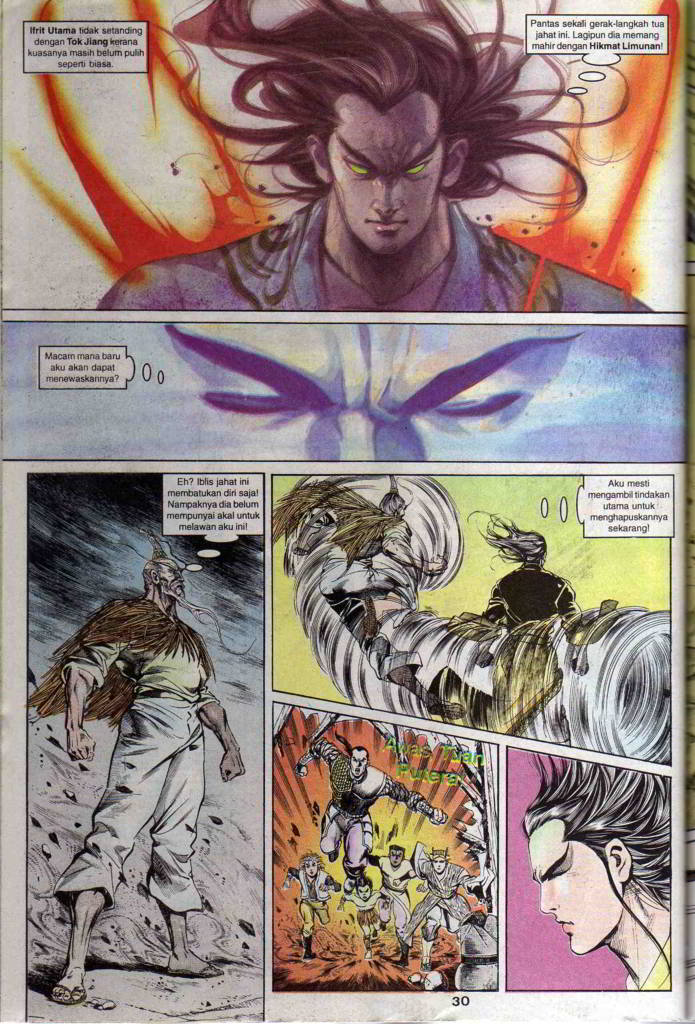 Ifrit Utama tidak setanding
dengan Tok Jiang kerana
kuasanya masih belum pulih
seperti biasa.
Pantas sekali gerak-langkah tua
jahat ini. Lagipun dia memang
mahir dengan Hikmat Limunan!
Macam mana baru
aku akan dapat
menewaskannya?
Eh? Iblis jahat ini
membatukan diri saja!
Nampaknya dia belum
mempunyai akal untuk
melawan aku ini!
Aku mesti
mengambil tindakan
utama untuk
menghapuskannya
sekarang!
Awas Tuan
Putera
30